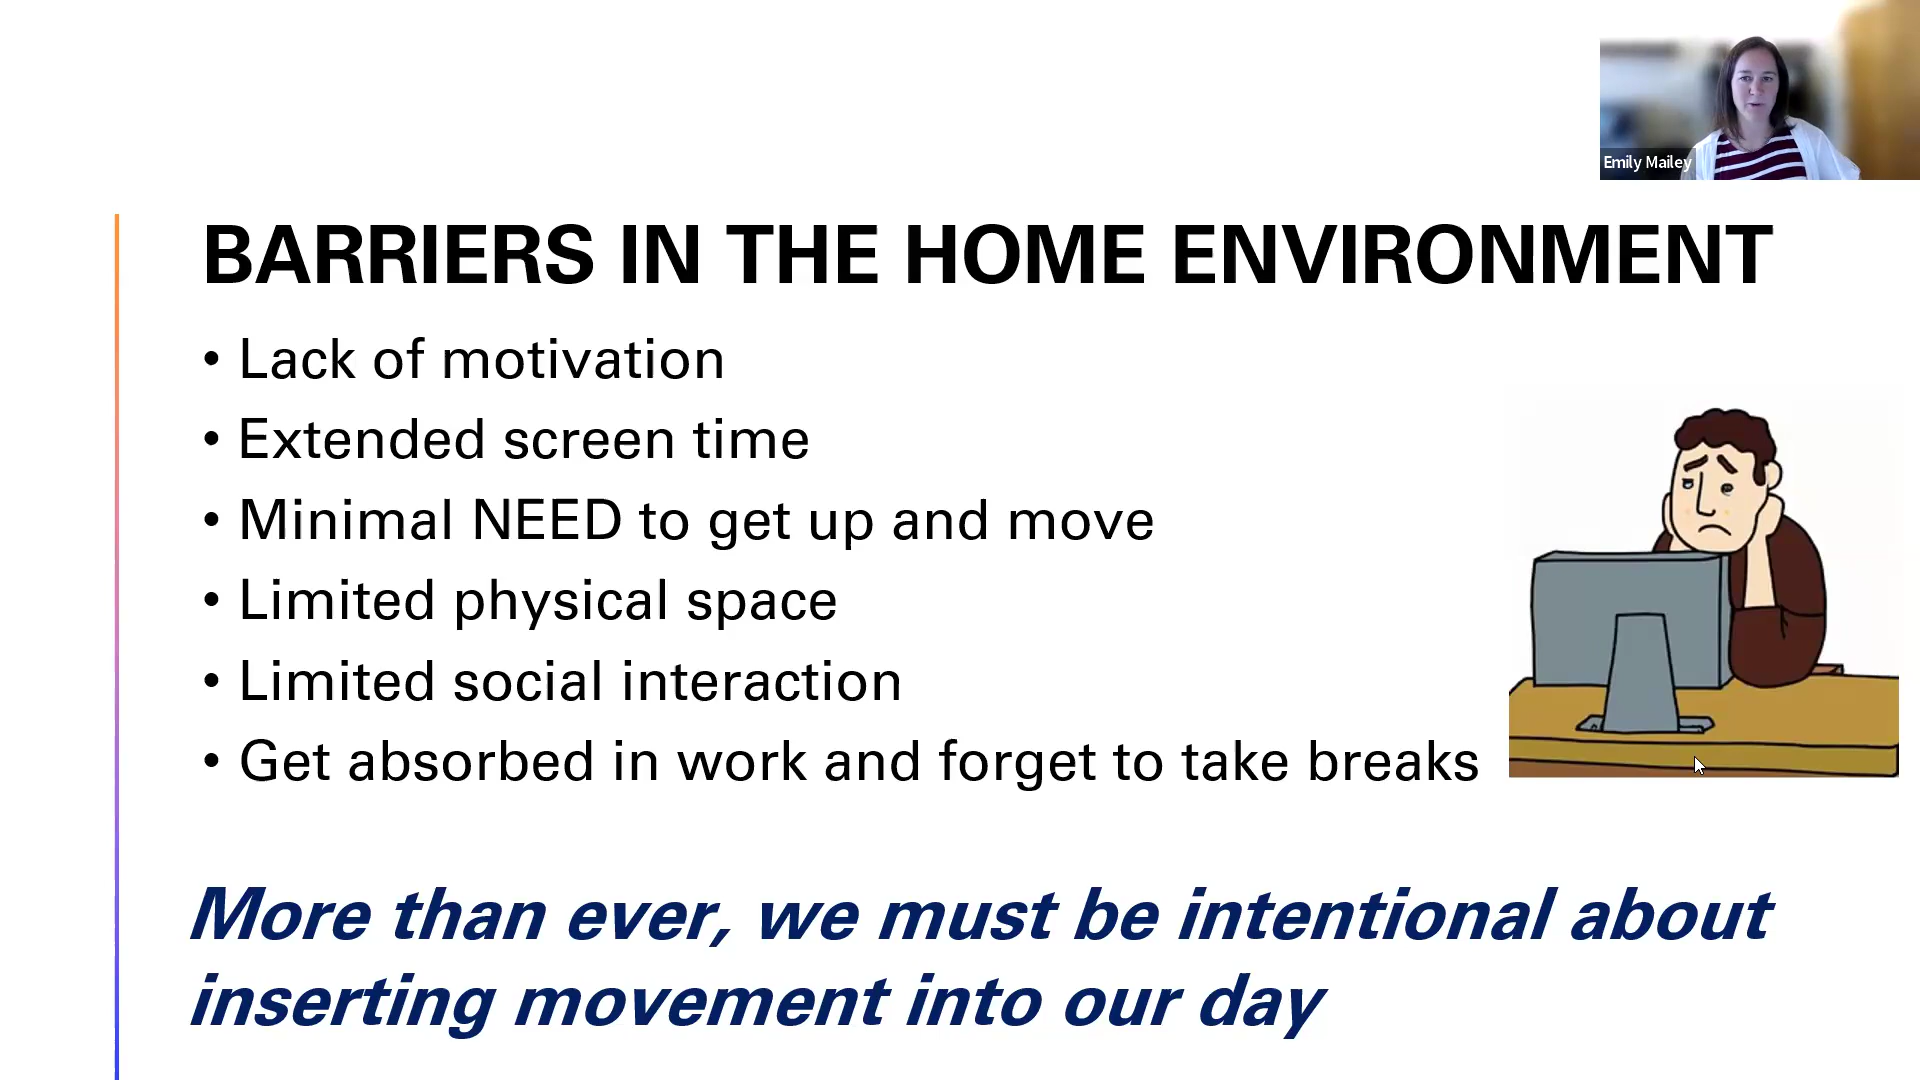 Emily Mailey
BARRIERS IN THE HOME ENVIRONMENT
• Lack of motivation
• Extended screen time
• Minimal NEED to get up and move
• Limited physical space
• Limited social interaction
• Get absorbed in work and forget to take breaks
More than ever, we must be intentional about
inserting movement into our day